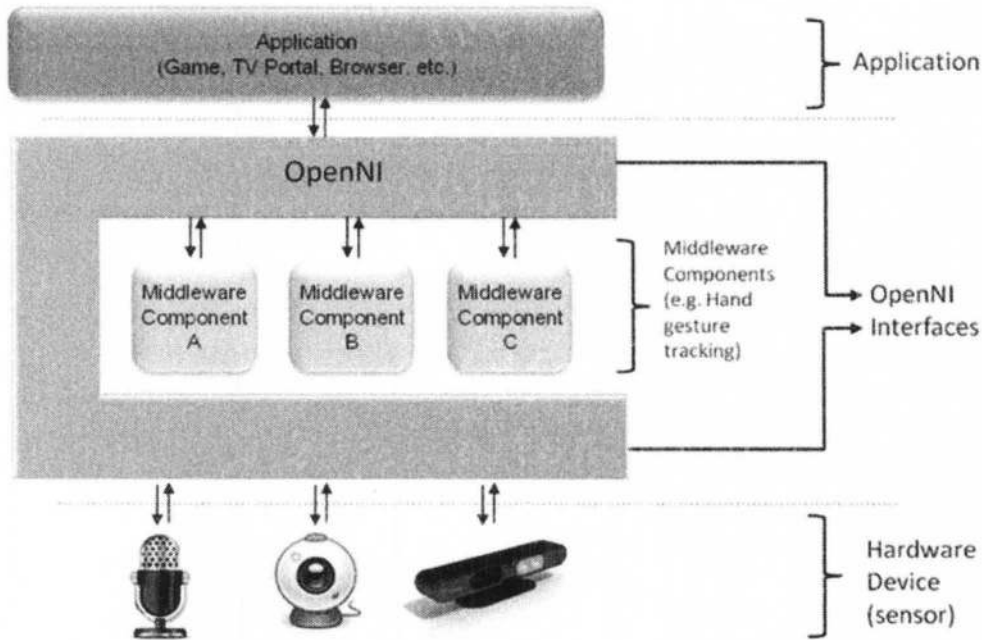 Application
(Game, TV Portal, Browser, etc.)
Application
OpenNI
Middleware
Component
A
Middleware
Component
B
Middleware
Component
C
Middleware
Components
(e.g. Hand
gesture
tracking)
OpenNI
Interfaces
Hardware
Device
(sensor)